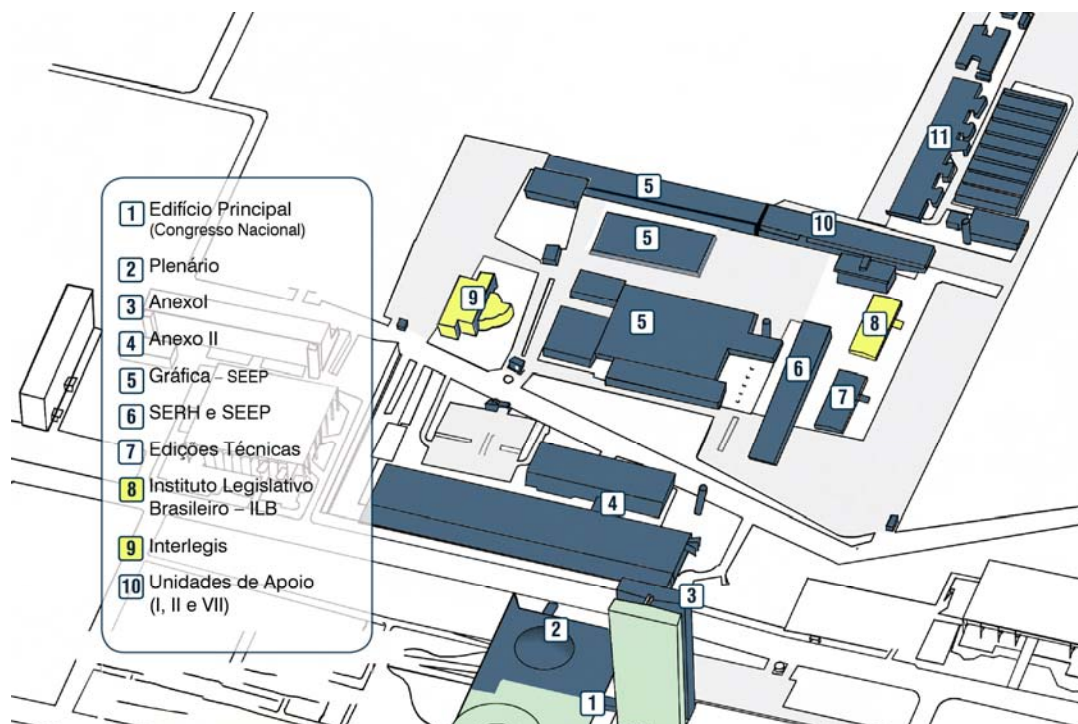 1 Edifício Principal
(Congresso Nacional)
2 Plenário
3 AnexoI
4 Anexo II
5 Gráfica – SEEP
6 SERH e SEEP
7 Edições Técnicas
8 Instituto Legislativo
Brasileiro – ILB
9 Interlegis
10 Unidades de Apoio
(I, II e VII)
11
5
10
5
9
8
5
6
7
4
3
2
1